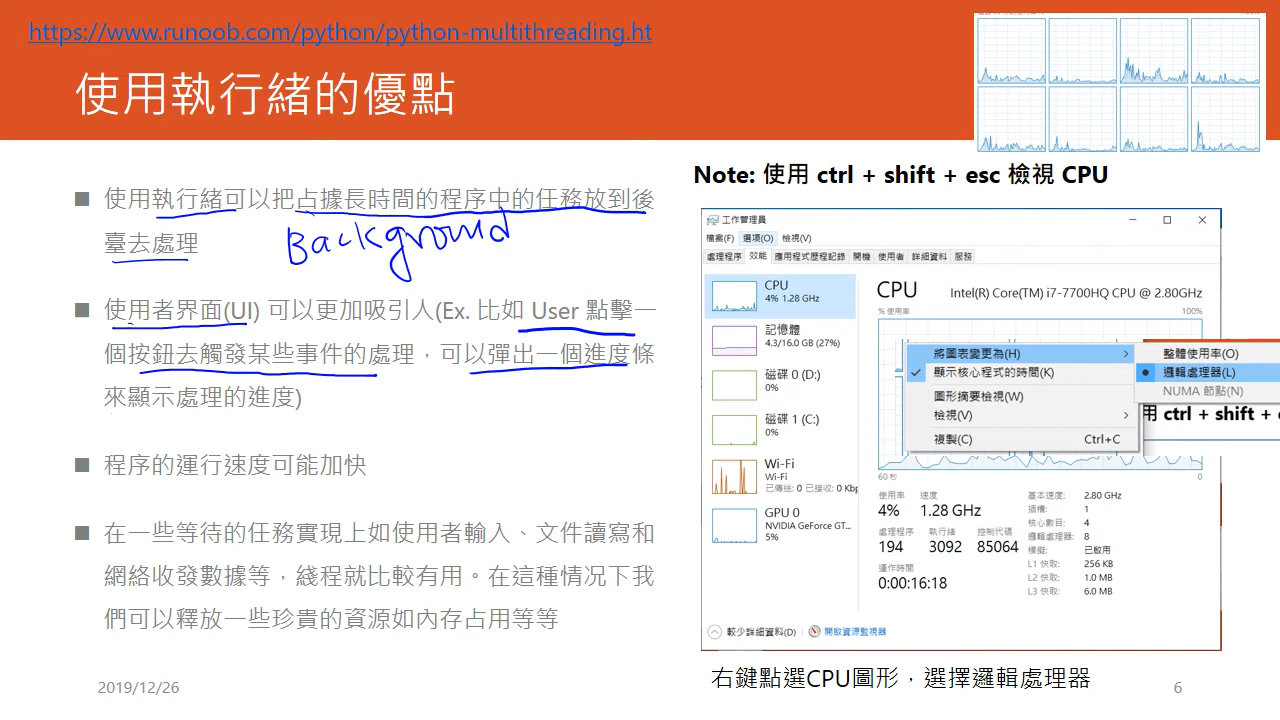 https://www.runoob.com/python/python-multithreading.ht
使用執行緒的優點
■ 使用執行緒可以把占據長時間的程序中的任務放到後
臺去處理
Background
■ 使用者界面(UI) 可以更加吸引人(Ex. 比如 User 點擊一
個按鈕去觸發某些事件的處理，可以彈出一個進度條
來顯示處理的進度)
■ 程序的運行速度可能加快
■ 在一些等待的任務實現上如使用者輸入、文件讀寫和
網絡收發數據等，綫程就比較有用。在這種情况下我
們可以釋放一些珍貴的資源如內存占用等等
2019/12/26
Note: 使用 ctrl + shift + esc 檢視 CPU
工作管理員
檔案(F) 選項(O) 檢視(V)
處理程序 效能 應用程式歷程記錄 開機 使用者 詳細資料 服務
CPU
4% 1.28 GHz
記憶體
4.3/16.0 GB (27%)
磁碟 0 (D:)
0%
磁碟 1 (C:)
0%
Wi-Fi
Wi-Fi
已傳送: 0 已接收: 0 Kbp
GPU 0
NVIDIA GeForce GT...
5%
CPU Intel(R) Core(TM) i7-7700HQ CPU @ 2.80GHz
% 使用率 100%
將圖表變更為(H)
顯示核心程式的時間(K)
圖形摘要檢視(W)
檢視(V)
複製(C) Ctrl+C
整體使用率(O)
邏輯處理器(L)
NUMA 節點(N)
用 ctrl + shift + e
60 秒 0
使用率 速度
4% 1.28 GHz
處理程序 執行緒 控制代碼
194 3092 85064
運作時間
0:00:16:18
基本速度: 2.80 GHz
插槽: 1
核心數目: 4
邏輯處理器: 8
模擬: 已啟用
L1 快取: 256 KB
L2 快取: 1.0 MB
L3 快取: 6.0 MB
較少詳細資料(D) 開啟資源監視器
右鍵點選CPU圖形，選擇邏輯處理器
6